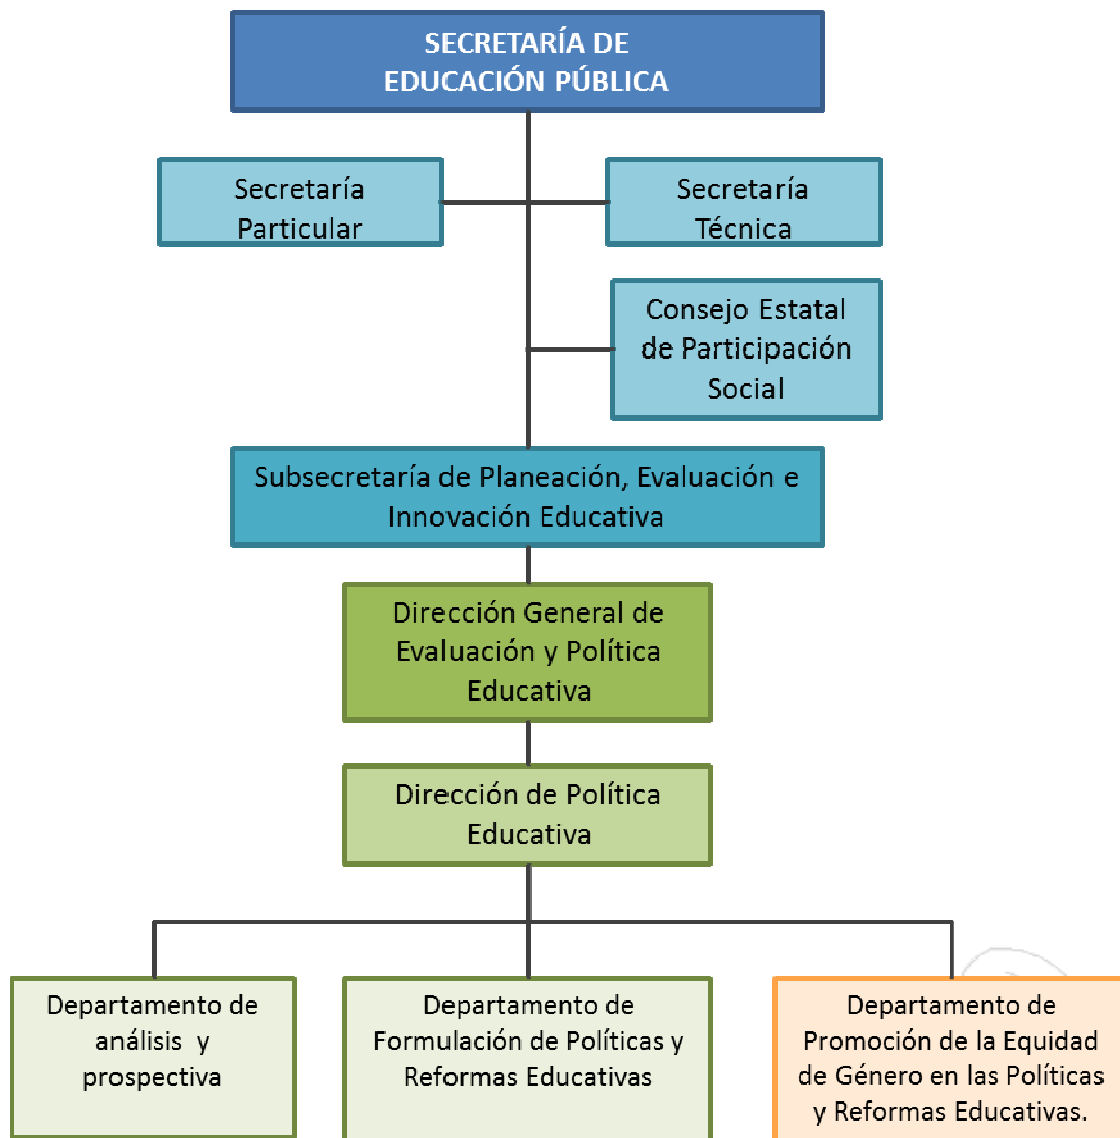 SECRETARÍA DE
EDUCACIÓN PÚBLICA
Secretaría
Particular
Secretaría
Técnica
Consejo Estatal
de Participación
Social
Subsecretaría de Planeación, Evaluación e
Innovación Educativa
Dirección General de
Evaluación y Política
Educativa
Dirección de Política
Educativa
Departamento de
análisis y
prospectiva
Departamento de
Formulación de Políticas y
Reformas Educativas
Departamento de
Promoción de la Equidad
de Género en las Políticas
y Reformas Educativas.